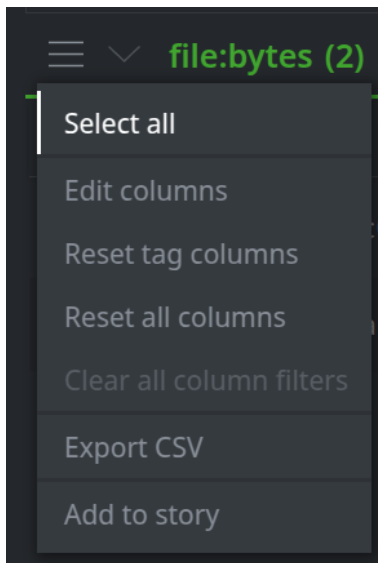 file:bytes (2)
Select all
Edit columns
Reset tag columns
Reset all columns
Clear all column filters
Export CSV
Add to story